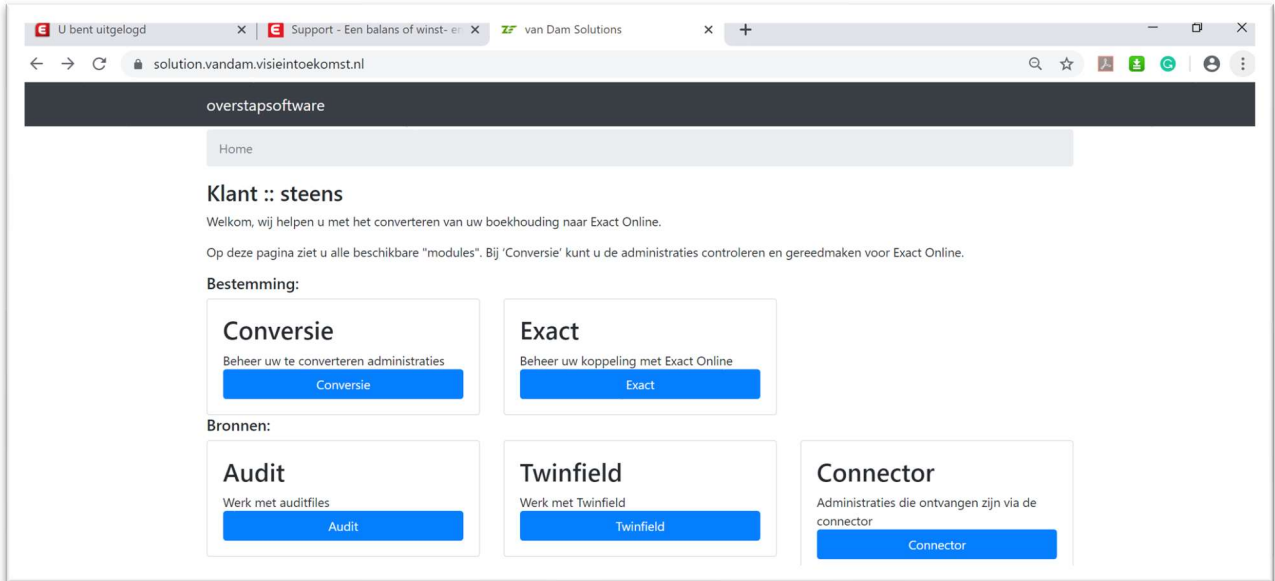 U bent uitgelogd
Support - Een balans of winst- er
van Dam Solutions
solution.vandam.visieintoekomst.nl
overstapsoftware
Home
Klant :: steens
Welkom, wij helpen u met het converteren van uw boekhouding naar Exact Online.
Op deze pagina ziet u alle beschikbare "modules". Bij 'Conversie' kunt u de administraties controleren en gereedmaken voor Exact Online.
Bestemming:
Conversie
Beheer uw te converteren administraties
Conversie
Exact
Beheer uw koppeling met Exact Online
Exact
Bronnen:
Audit
Werk met auditfiles
Audit
Twinfield
Werk met Twinfield
Twinfield
Connector
Administraties die ontvangen zijn via de
connector
Connector